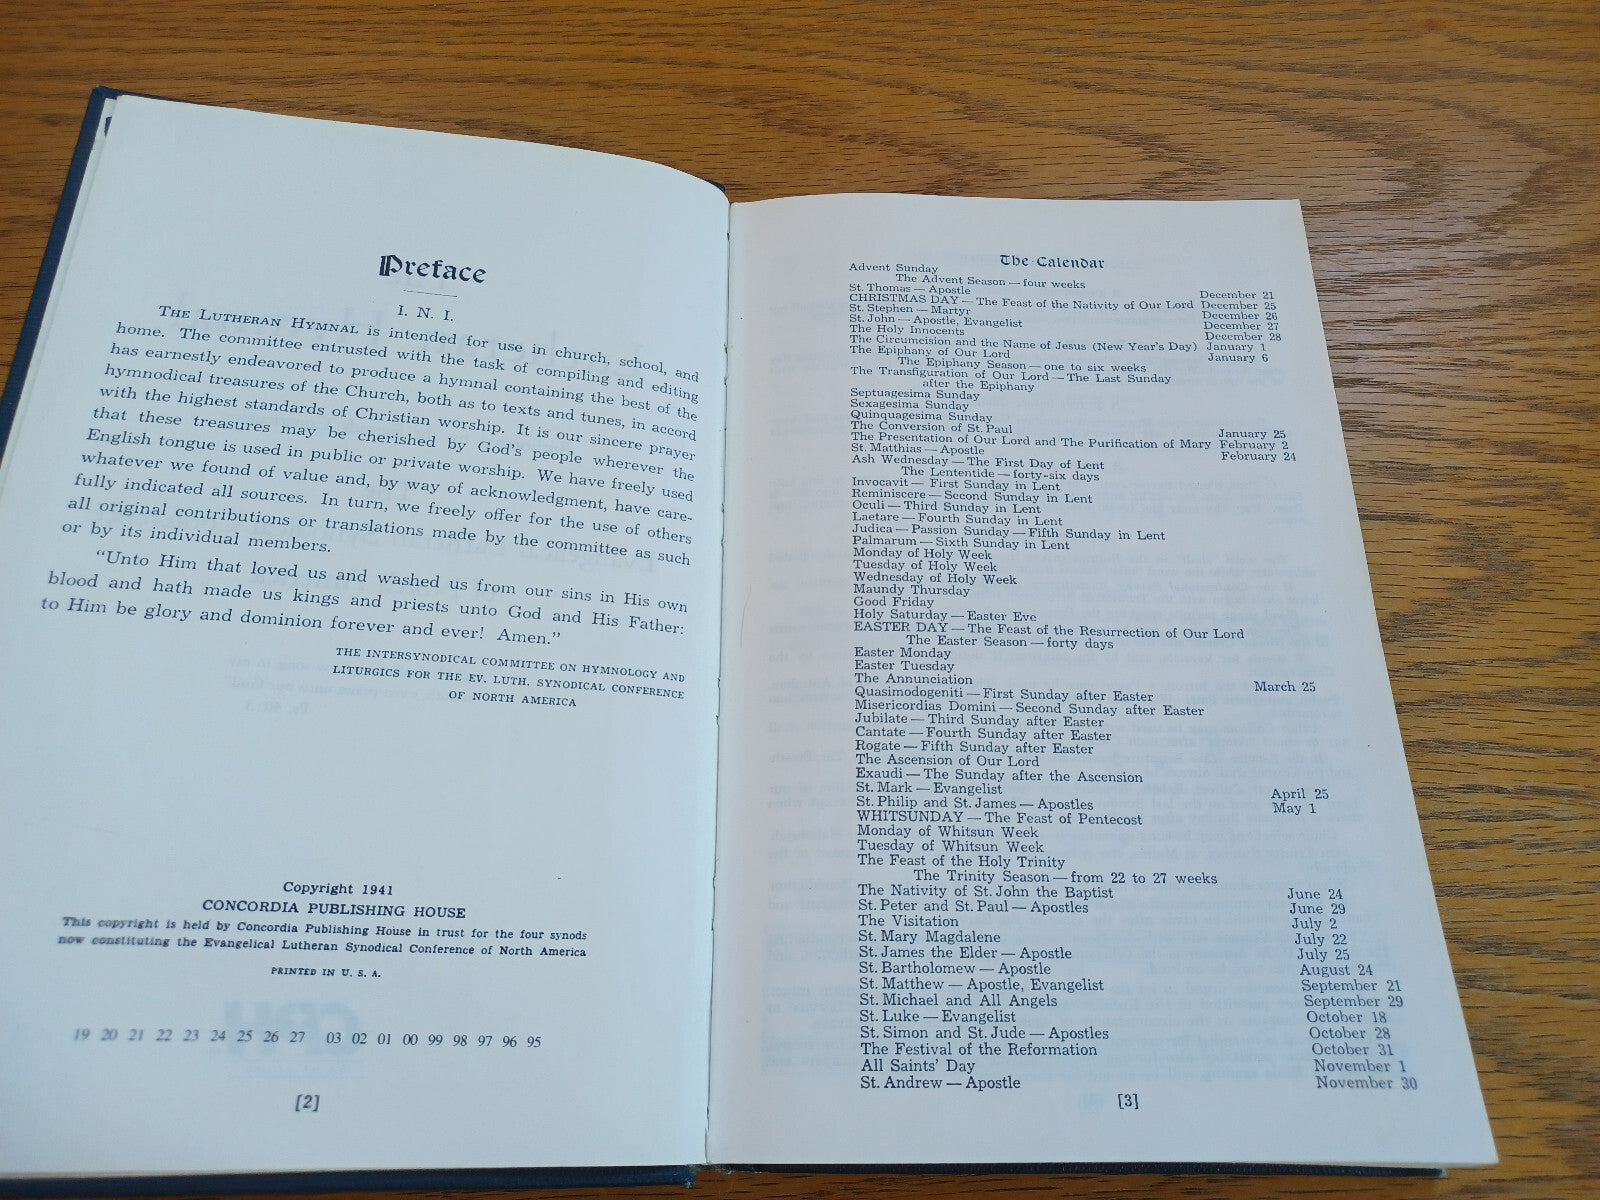 Preface
I. N. I.
THE LUTHERAN HYMNAL is intended for use in church, school, and
home. The committee entrusted with the task of compiling and editing
has earnestly endeavored to produce a hymnal containing the best of the
hymnodical treasures of the Church, both as to texts and tunes, in accord
with the highest standards of Christian worship. It is our sincere prayer
that these treasures may be cherished by God's people wherever the
English tongue is used in public or private worship. We have freely used
whatever we found of value and, by way of acknowledgment, have care-
fully indicated all sources. In turn, we freely offer for the use of others
all original contributions or translations made by the committee as such
or by its individual members.
"Unto Him that loved us and washed us from our sins in His own
blood and hath made us kings and priests unto God and His Father:
to Him be glory and dominion forever and ever! Amen."
THE INTERSYNODICAL COMMITTEE ON HYMNOLOGY AND
LITURGICS FOR THE EV. LUTH. SYNODICAL CONFERENCE
OF NORTH AMERICA
Copyright 1941
CONCORDIA PUBLISHING HOUSE
This copyright is held by Concordia Publishing House in trust for the four synods
now constituting the Evangelical Lutheran Synodical Conference of North America
PRINTED IN U. S. A.
19 20 21 22 23 24 25 26 27 03 02 01 00 99 98 97 96 95
[2]
The Calendar
Advent Sunday
The Advent Season — four weeks
St. Thomas — Apostle December 21
CHRISTMAS DAY — The Feast of the Nativity of Our Lord December 25
St. Stephen — Martyr December 26
St. John — Apostle, Evangelist December 27
The Holy Innocents December 28
The Circumcision and the Name of Jesus (New Year's Day) January 1
The Epiphany of Our Lord January 6
The Epiphany Season — one to six weeks
The Transfiguration of Our Lord — The Last Sunday
after the Epiphany
Septuagesima Sunday
Sexagesima Sunday
Quinquagesima Sunday
The Conversion of St. Paul January 25
The Presentation of Our Lord and The Purification of Mary February 2
St. Matthias — Apostle February 24
Ash Wednesday — The First Day of Lent
The Lententide — forty-six days
Invocavit — First Sunday in Lent
Reminiscere — Second Sunday in Lent
Oculi — Third Sunday in Lent
Laetare — Fourth Sunday in Lent
Judica — Passion Sunday — Fifth Sunday in Lent
Palmarum — Sixth Sunday in Lent
Monday of Holy Week
Tuesday of Holy Week
Wednesday of Holy Week
Maundy Thursday
Good Friday
Holy Saturday — Easter Eve
EASTER DAY — The Feast of the Resurrection of Our Lord
The Easter Season — forty days
Easter Monday
Easter Tuesday
The Annunciation March 25
Quasimodogeniti — First Sunday after Easter
Misericordias Domini — Second Sunday after Easter
Jubilate — Third Sunday after Easter
Cantate — Fourth Sunday after Easter
Rogate — Fifth Sunday after Easter
The Ascension of Our Lord
Exaudi — The Sunday after the Ascension
St. Mark — Evangelist April 25
St. Philip and St. James — Apostles May 1
WHITSUNDAY — The Feast of Pentecost
Monday of Whitsun Week
Tuesday of Whitsun Week
The Feast of the Holy Trinity
The Trinity Season — from 22 to 27 weeks
The Nativity of St. John the Baptist June 24
St. Peter and St. Paul — Apostles June 29
The Visitation July 2
St. Mary Magdalene July 22
St. James the Elder — Apostle July 25
St. Bartholomew — Apostle August 24
St. Matthew — Apostle, Evangelist September 21
St. Michael and All Angels September 29
St. Luke — Evangelist October 18
St. Simon and St. Jude — Apostles October 28
The Festival of the Reformation October 31
All Saints' Day November 1
St. Andrew — Apostle November 30
[3]